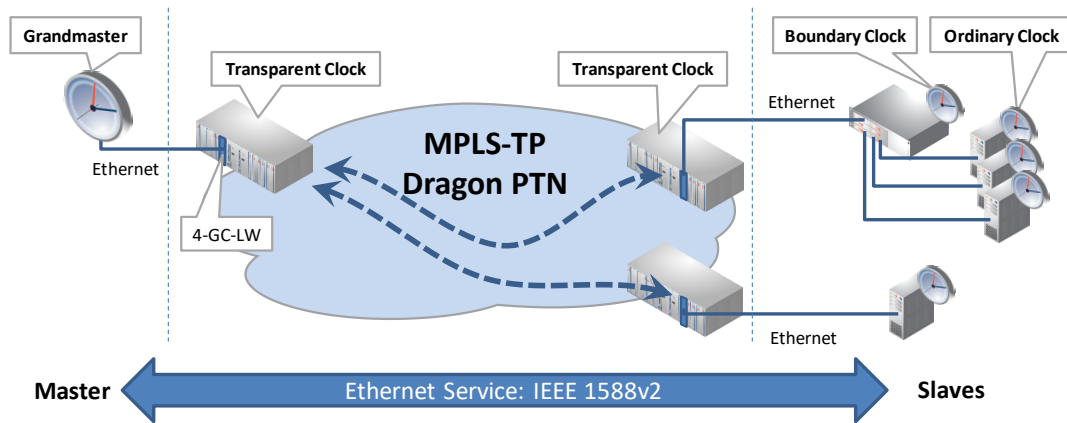 Grandmaster
Transparent Clock
Transparent Clock
Boundary Clock
Ordinary Clock
Ethernet
Ethernet
MPLS-TP
Dragon PTN
4-GC-LW
Ethernet
Master
Ethernet Service: IEEE 1588v2
Slaves